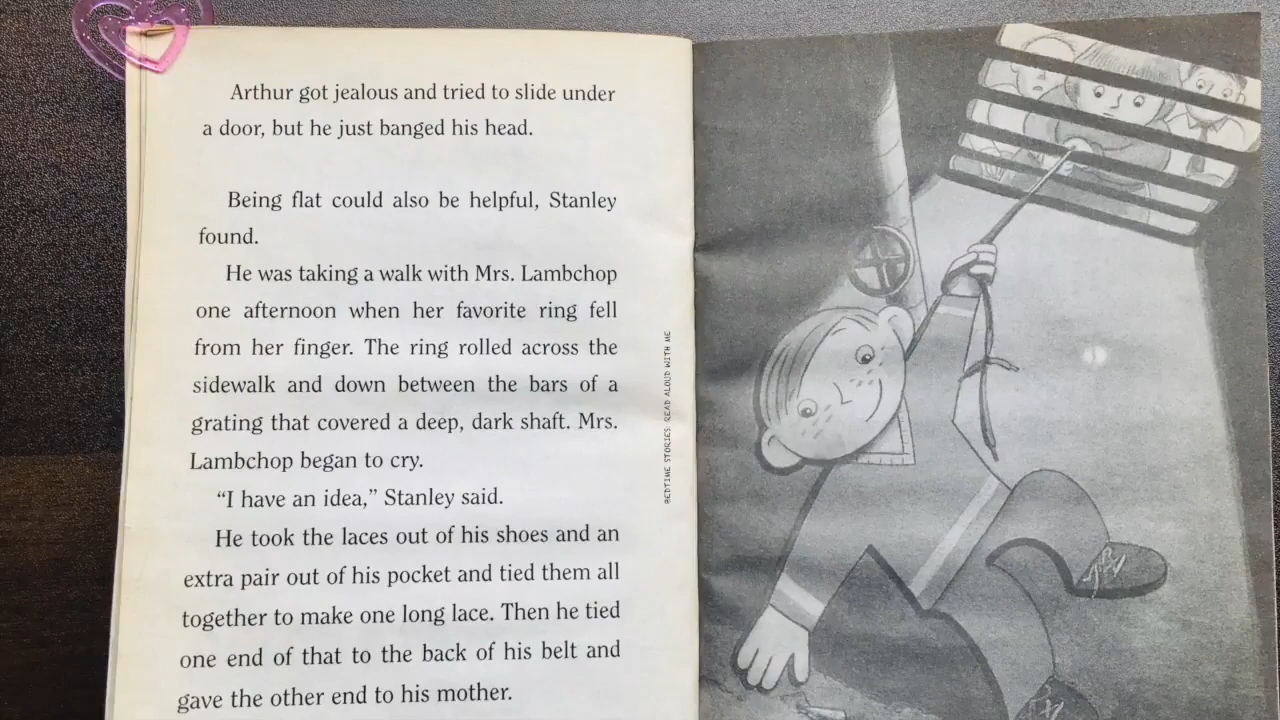 Arthur got jealous and tried to slide under
a door, but he just banged his head.
Being flat could also be helpful, Stanley
found.
He was taking a walk with Mrs. Lambchop
one afternoon when her favorite ring fell
from her finger. The ring rolled across the
sidewalk and down between the bars of a
grating that covered a deep, dark shaft. Mrs.
Lambchop began to cry.
“I have an idea,” Stanley said.
He took the laces out of his shoes and an
extra pair out of his pocket and tied them all
together to make one long lace. Then he tied
one end of that to the back of his belt and
gave the other end to his mother.
BEDTIME STORIES: READ ALOUD WITH ME